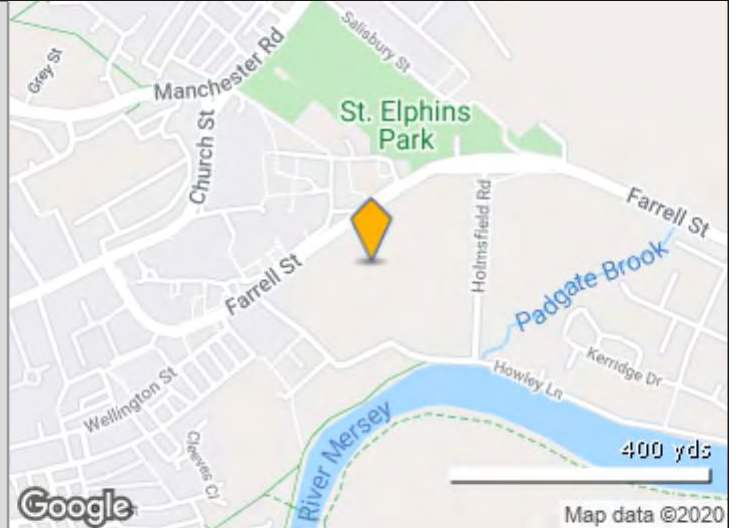 Salisbury St
Grey St
Manchester Rd
St. Elphins
Park
Church St
Holmsfield Rd
Farrell St
Padgate Brook
Farrell St
Kerridge Dr
Howley Ln
Wellington St
River Mersey
Cleeves Cl
400 yds
Google
Map data ©2020